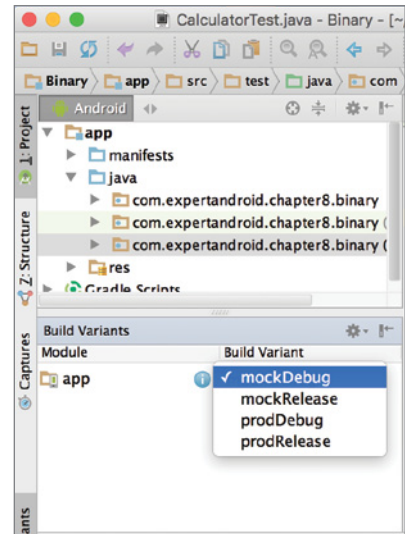 CalculatorTest.java - Binary - [~
Binary app src test java com
1: Project
Android
app
manifests
java
com.expertandroid.chapter8.binary
com.expertandroid.chapter8.binary (
com.expertandroid.chapter8.binary (
res
Gradle Scripts
Z: Structure
Captures
Build Variants
Module Build Variant
app mockDebug
mockRelease
prodDebug
prodRelease
ants